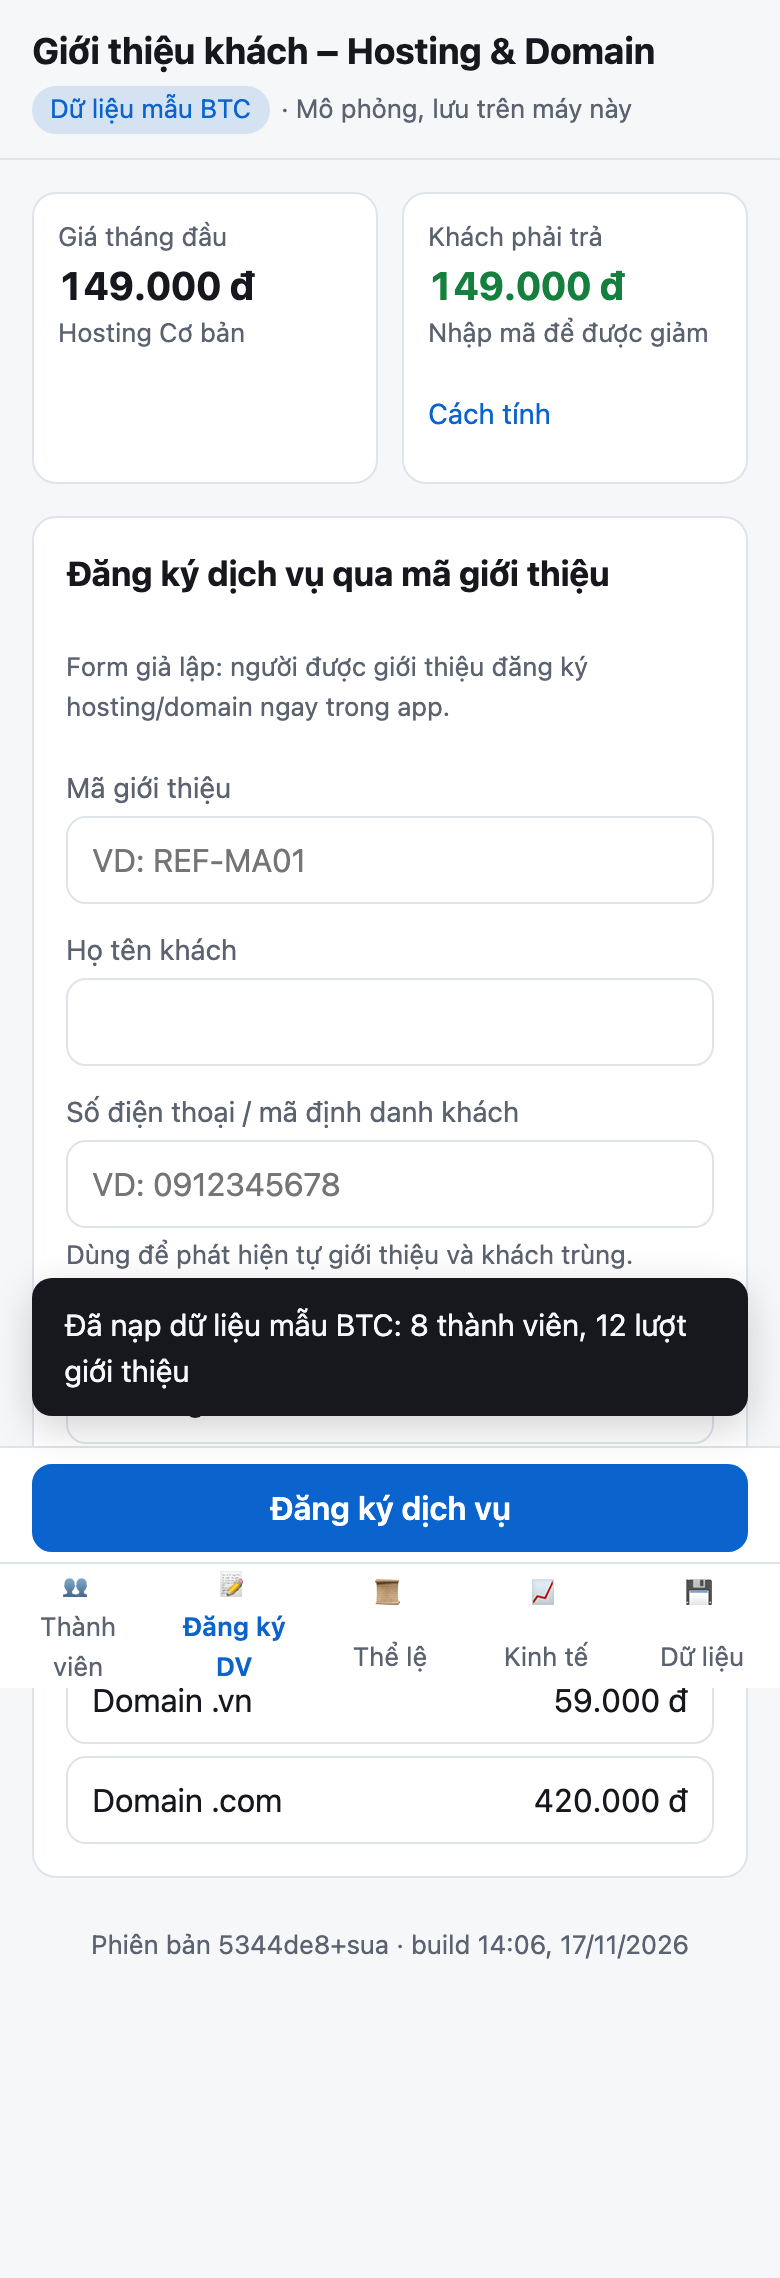 Giới thiệu khách – Hosting & Domain
Dữ liệu mẫu BTC · Mô phỏng, lưu trên máy này
Giá tháng đầu
149.000 đ
Hosting Cơ bản
Khách phải trả
149.000 đ
Nhập mã để được giảm
Cách tính
Đăng ký dịch vụ qua mã giới thiệu
Form giả lập: người được giới thiệu đăng ký
hosting/domain ngay trong app.
Mã giới thiệu
VD: REF-MA01
Họ tên khách
Số điện thoại / mã định danh khách
VD: 0912345678
Dùng để phát hiện tự giới thiệu và khách trùng.
Đã nạp dữ liệu mẫu BTC: 8 thành viên, 12 lượt
giới thiệu
Đăng ký dịch vụ
Thành
viên
Đăng ký
DV
Thể lệ
Kinh tế
Dữ liệu
Domain .vn 59.000 đ
Domain .com 420.000 đ
Phiên bản 5344de8+sua · build 14:06, 17/11/2026